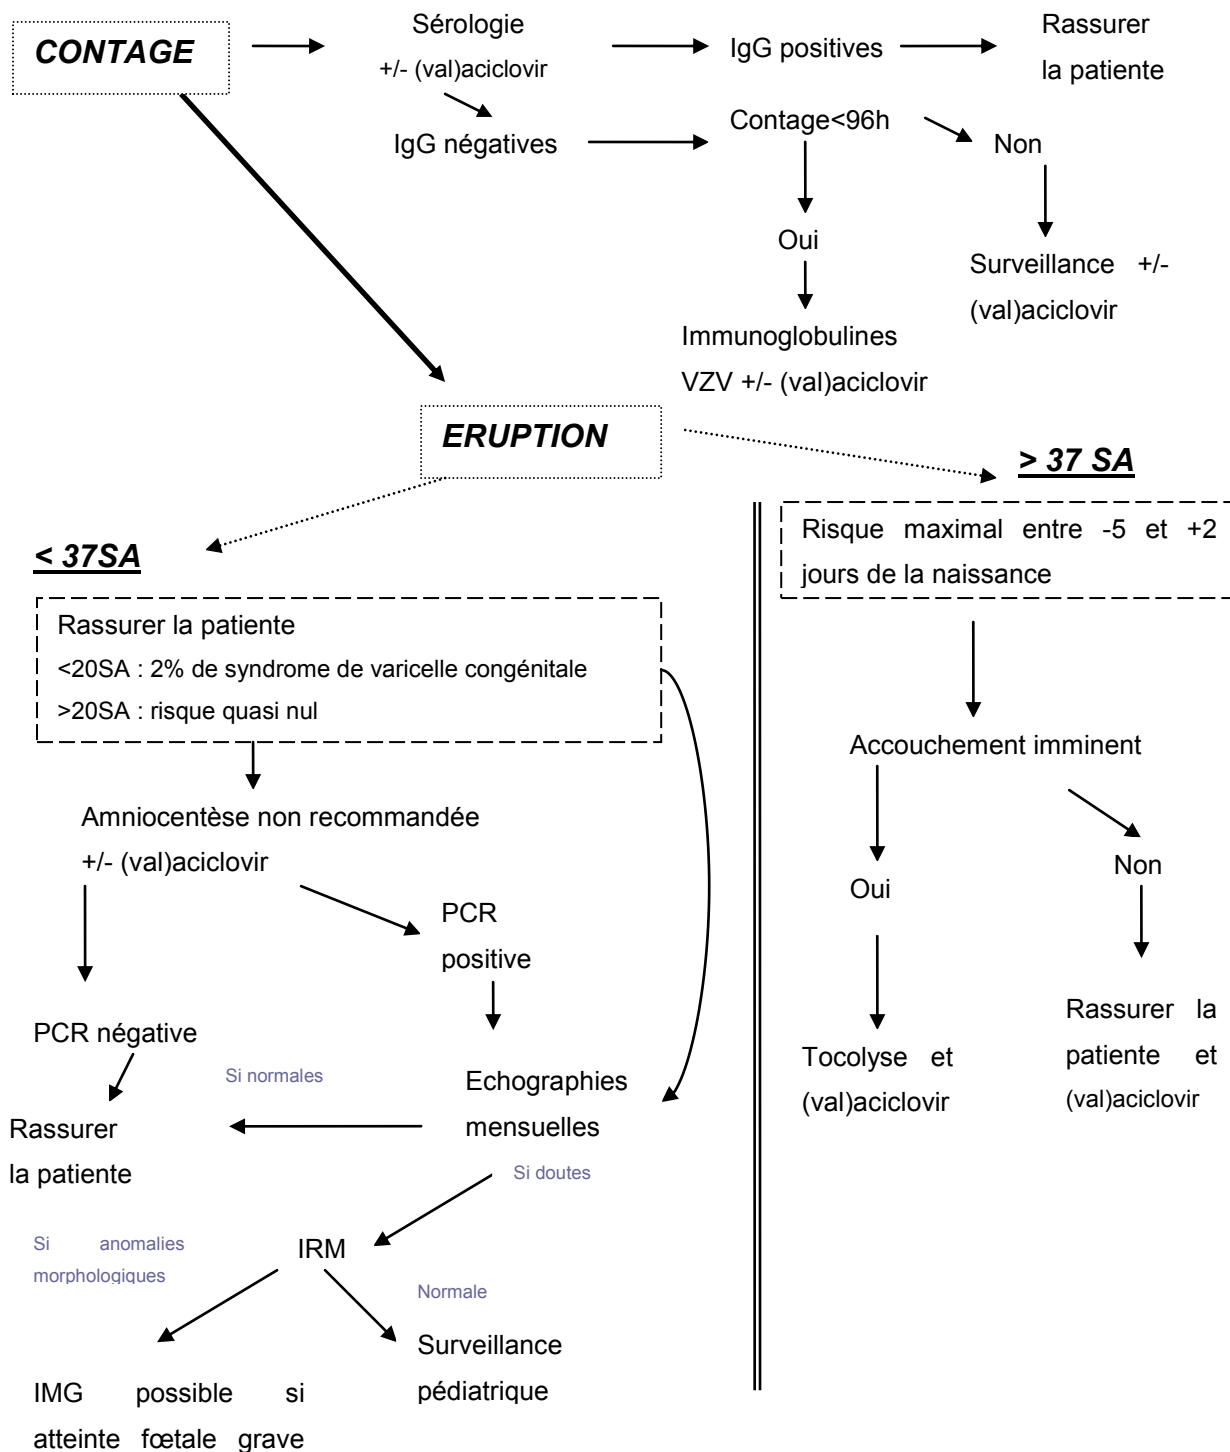 CONTAGE
Sérologie
+/- (val)aciclovir
IgG positives
Rassurer
la patiente
IgG négatives
Contage<96h
Non
Oui
Surveillance +/-
(val)aciclovir
Immunoglobulines
VZV +/- (val)aciclovir
ERUPTION
> 37 SA
Risque maximal entre -5 et +2
jours de la naissance
< 37SA
Rassurer la patiente
<20SA : 2% de syndrome de varicelle congénitale
>20SA : risque quasi nul
Accouchement imminent
Amniocentèse non recommandée
+/- (val)aciclovir
Oui
Non
PCR
positive
PCR négative
Rassurer la
patiente et
(val)aciclovir
Tocolyse et
(val)aciclovir
Si normales
Echographies
mensuelles
Rassurer
la patiente
Si doutes
Si anomalies
morphologiques
IRM
Normale
Surveillance
pédiatrique
IMG possible si
atteinte fœtale grave